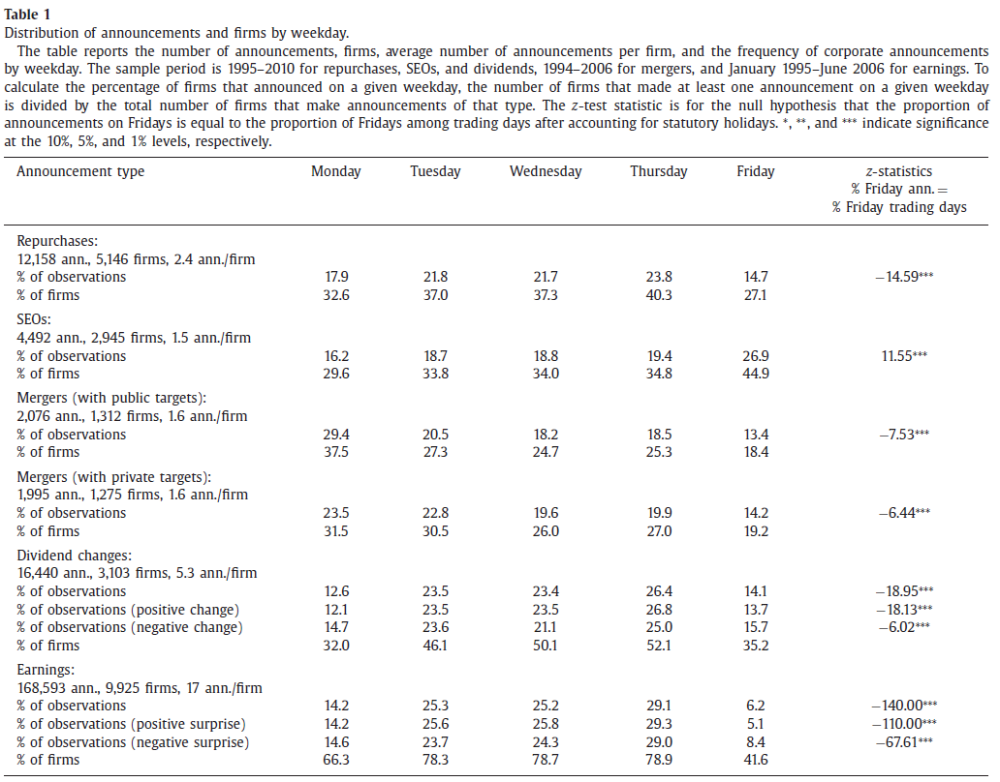 Table 1
Distribution of announcements and firms by weekday.
The table reports the number of announcements, firms, average number of announcements per firm, and the frequency of corporate announcements
by weekday. The sample period is 1995–2010 for repurchases, SEOs, and dividends, 1994–2006 for mergers, and January 1995–June 2006 for earnings. To
calculate the percentage of firms that announced on a given weekday, the number of firms that made at least one announcement on a given weekday
is divided by the total number of firms that make announcements of that type. The z-test statistic is for the null hypothesis that the proportion of
announcements on Fridays is equal to the proportion of Fridays among trading days after accounting for statutory holidays. *, **, and *** indicate significance
at the 10%, 5%, and 1% levels, respectively.
Announcement type Monday Tuesday Wednesday Thursday Friday z-statistics
% Friday ann. =
% Friday trading days
Repurchases:
12,158 ann., 5,146 firms, 2.4 ann./firm
% of observations 17.9 21.8 21.7 23.8 14.7 −14.59***
% of firms 32.6 37.0 37.3 40.3 27.1
SEOs:
4,492 ann., 2,945 firms, 1.5 ann./firm
% of observations 16.2 18.7 18.8 19.4 26.9 11.55***
% of firms 29.6 33.8 34.0 34.8 44.9
Mergers (with public targets):
2,076 ann., 1,312 firms, 1.6 ann./firm
% of observations 29.4 20.5 18.2 18.5 13.4 −7.53***
% of firms 37.5 27.3 24.7 25.3 18.4
Mergers (with private targets):
1,995 ann., 1,275 firms, 1.6 ann./firm
% of observations 23.5 22.8 19.6 19.9 14.2 −6.44***
% of firms 31.5 30.5 26.0 27.0 19.2
Dividend changes:
16,440 ann., 3,103 firms, 5.3 ann./firm
% of observations 12.6 23.5 23.4 26.4 14.1 −18.95***
% of observations (positive change) 12.1 23.5 23.5 26.8 13.7 −18.13***
% of observations (negative change) 14.7 23.6 21.1 25.0 15.7 −6.02***
% of firms 32.0 46.1 50.1 52.1 35.2
Earnings:
168,593 ann., 9,925 firms, 17 ann./firm
% of observations 14.2 25.3 25.2 29.1 6.2 −140.00***
% of observations (positive surprise) 14.2 25.6 25.8 29.3 5.1 −110.00***
% of observations (negative surprise) 14.6 23.7 24.3 29.0 8.4 −67.61***
% of firms 66.3 78.3 78.7 78.9 41.6